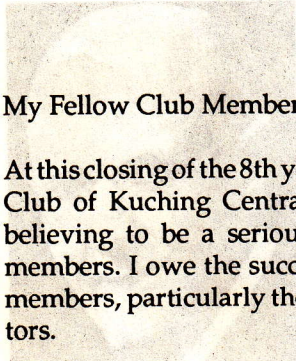 My Fellow Club Member
At this closing of the 8th y
Club of Kuching Centra
believing to be a seriou
members. I owe the succ
members, particularly the
tors.